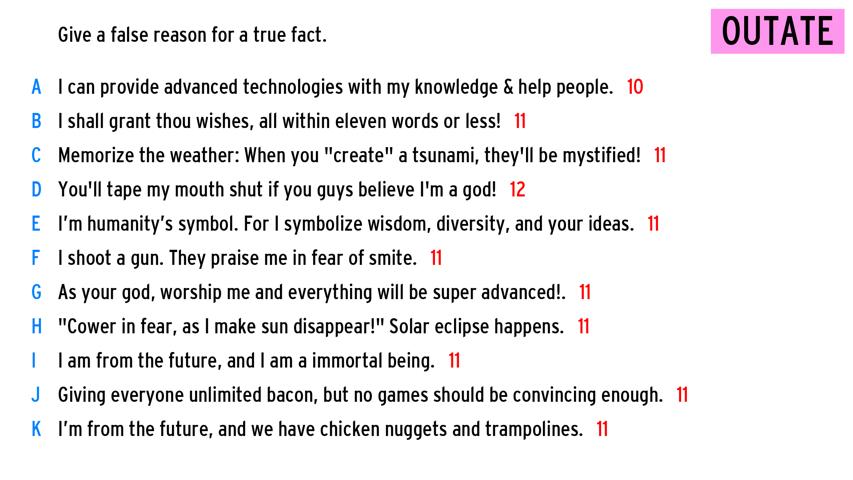 Give a false reason for a true fact.
OUTATE
A I can provide advanced technologies with my knowledge & help people. 10
B I shall grant thou wishes, all within eleven words or less! 11
C Memorize the weather: When you "create" a tsunami, they'll be mystified! 11
D You'll tape my mouth shut if you guys believe I'm a god! 12
E I’m humanity’s symbol. For I symbolize wisdom, diversity, and your ideas. 11
F I shoot a gun. They praise me in fear of smite. 11
G As your god, worship me and everything will be super advanced!. 11
H "Cower in fear, as I make sun disappear!" Solar eclipse happens. 11
I I am from the future, and I am a immortal being. 11
J Giving everyone unlimited bacon, but no games should be convincing enough. 11
K I’m from the future, and we have chicken nuggets and trampolines. 11